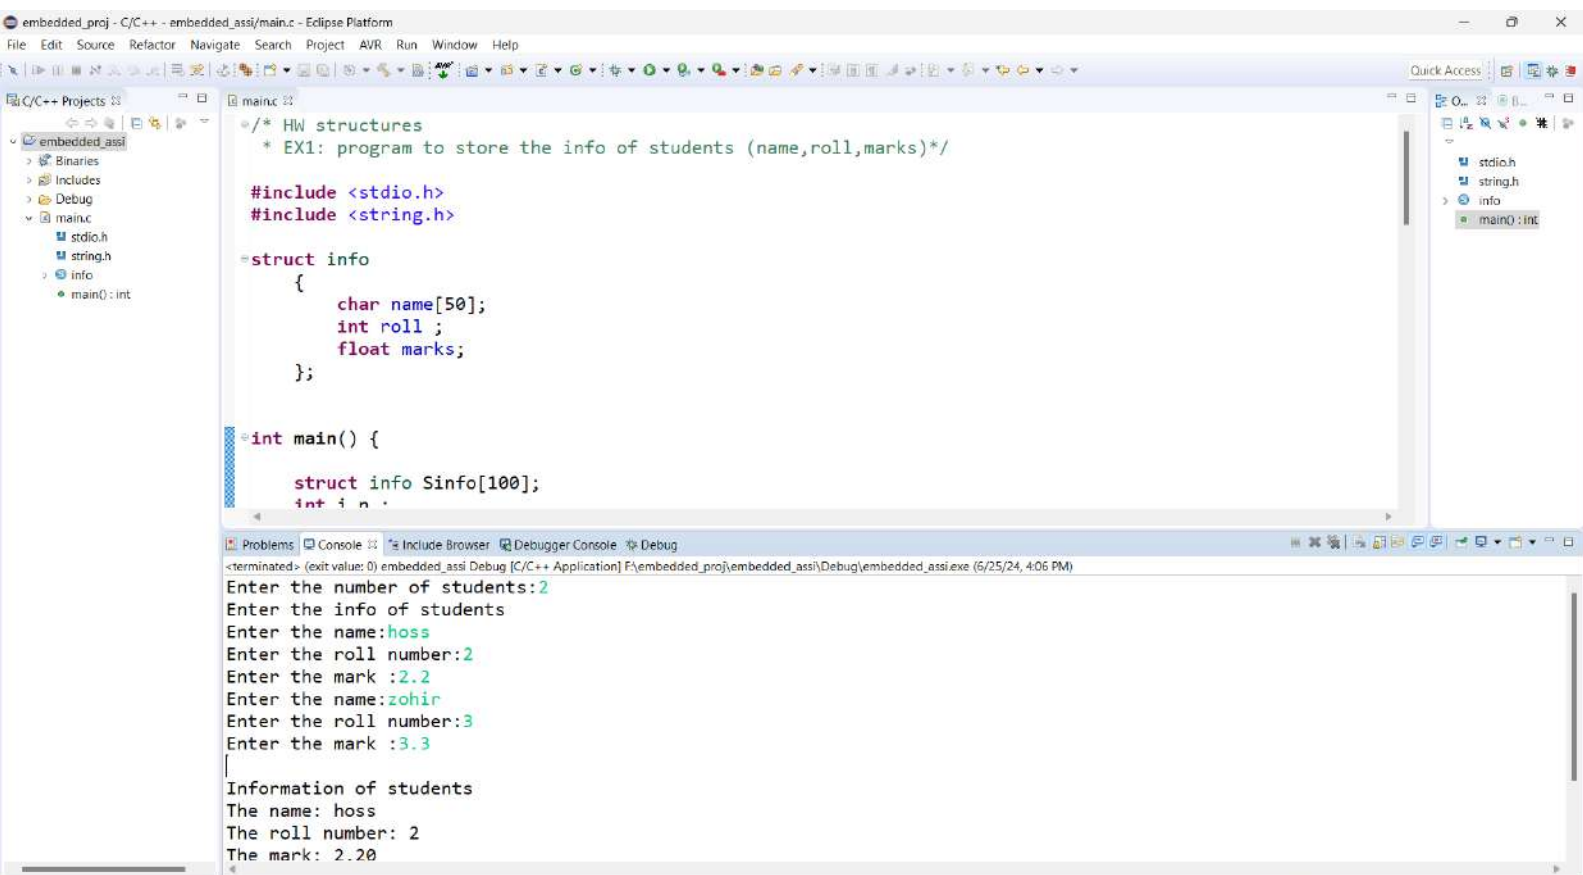 embedded_proj - C/C++ - embedded_assi/main.c - Eclipse Platform
File Edit Source Refactor Navigate Search Project AVR Run Window Help
Quick Access
C/C++ Projects
embedded_assi
Binaries
Includes
Debug
main.c
stdio.h
string.h
info
main() : int
main.c
/* HW structures
* EX1: program to store the info of students (name,roll,marks)*/
#include <stdio.h>
#include <string.h>
struct info
{
char name[50];
int roll ;
float marks;
};
int main() {
struct info Sinfo[100];
int i n ;
O...
B...
stdio.h
string.h
info
main() : int
Problems Console Include Browser Debugger Console Debug
<terminated> (exit value: 0) embedded_assi Debug [C/C++ Application] F:\embedded_proj\embedded_assi\Debug\embedded_assi.exe (6/25/24, 4:06 PM)
Enter the number of students:2
Enter the info of students
Enter the name:hoss
Enter the roll number:2
Enter the mark :2.2
Enter the name:zohir
Enter the roll number:3
Enter the mark :3.3
Information of students
The name: hoss
The roll number: 2
The mark: 2.20